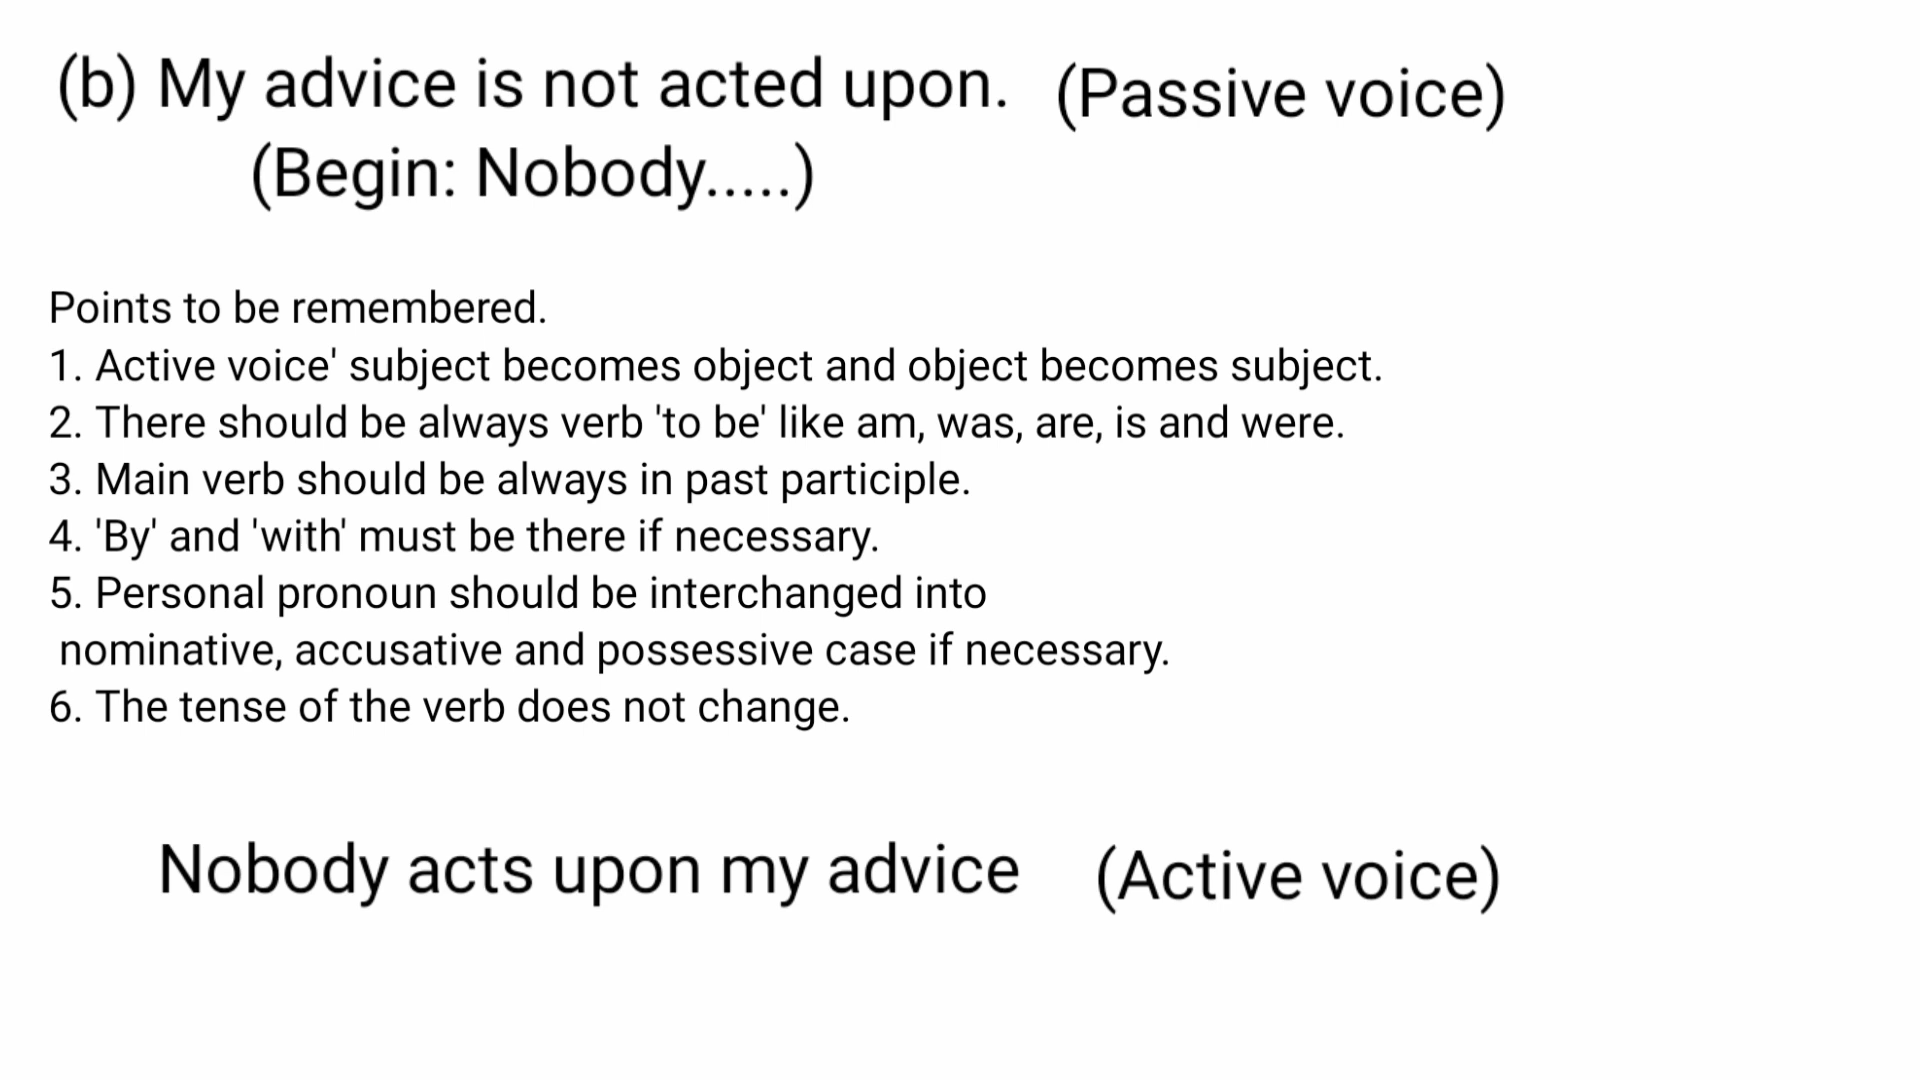 (b) My advice is not acted upon. (Passive voice)
(Begin: Nobody.....)
Points to be remembered.
1. Active voice' subject becomes object and object becomes subject.
2. There should be always verb 'to be' like am, was, are, is and were.
3. Main verb should be always in past participle.
4. 'By' and 'with' must be there if necessary.
5. Personal pronoun should be interchanged into
nominative, accusative and possessive case if necessary.
6. The tense of the verb does not change.
Nobody acts upon my advice (Active voice)